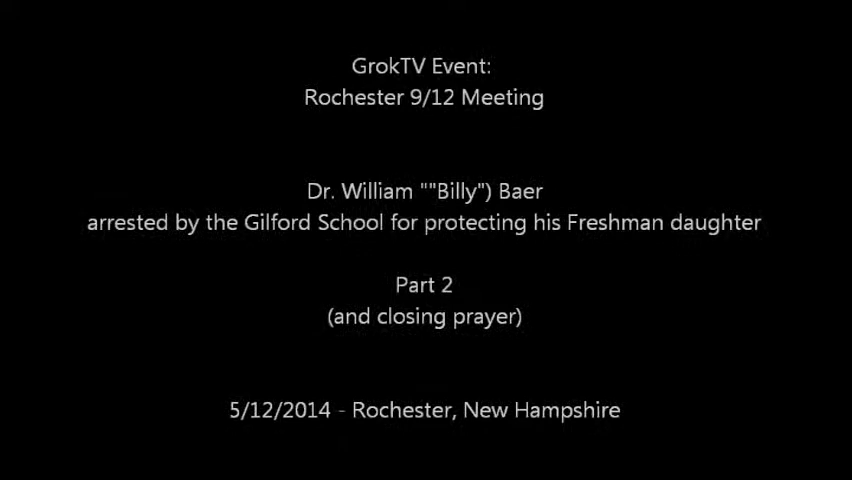 GrokTV Event:
Rochester 9/12 Meeting
Dr. William ""Billy") Baer
arrested by the Gilford School for protecting his Freshman daughter
Part 2
(and closing prayer)
5/12/2014 - Rochester, New Hampshire